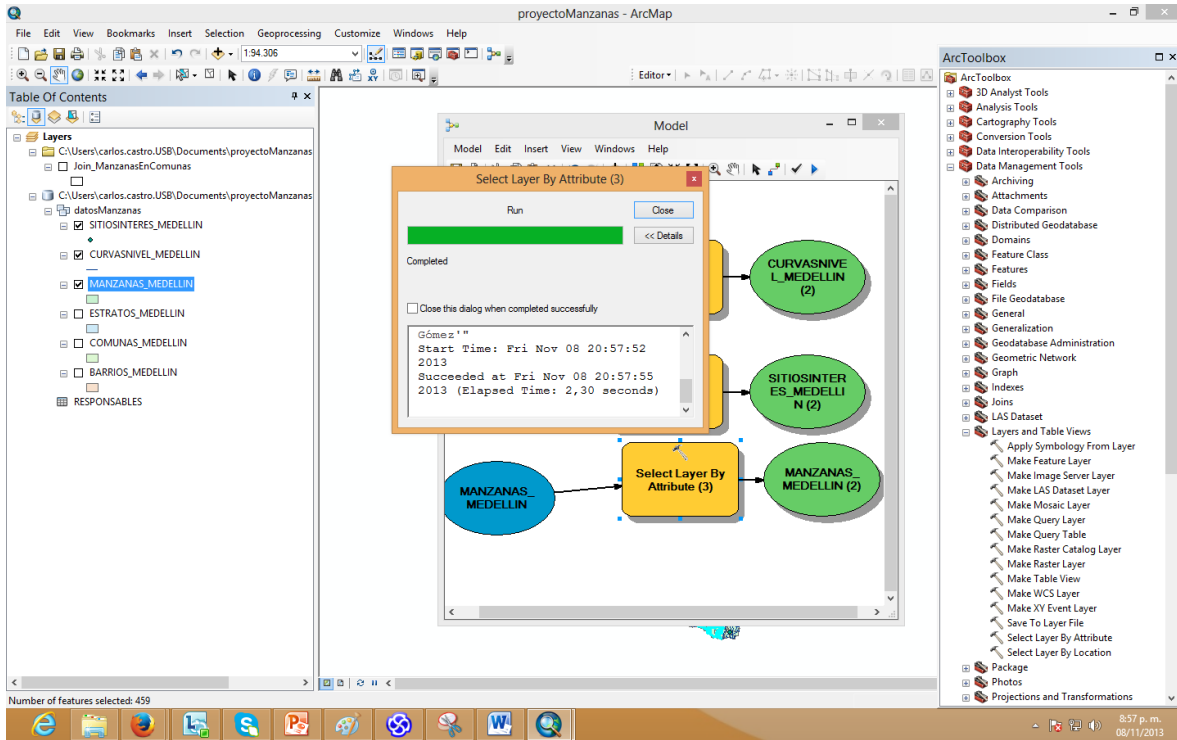 proyectoManzanas - ArcMap
File Edit View Bookmarks Insert Selection Geoprocessing Customize Windows Help
1:94.306
Editor
Table Of Contents
Layers
C:\Users\carlos.castro.USB\Documents\proyectoManzanas
Join_ManzanasEnComunas
C:\Users\carlos.castro.USB\Documents\proyectoManzanas
datosManzanas
SITIOSINTERES_MEDELLIN
CURVASNIVEL_MEDELLIN
MANZANAS_MEDELLIN
ESTRATOS_MEDELLIN
COMUNAS_MEDELLIN
BARRIOS_MEDELLIN
RESPONSABLES
Model
Model Edit Insert View Windows Help
Select Layer By Attribute (3)
Run
Close
<< Details
Completed
Close this dialog when completed successfully
Gómez'"
Start Time: Fri Nov 08 20:57:52
2013
Succeeded at Fri Nov 08 20:57:55
2013 (Elapsed Time: 2,30 seconds)
CURVASNIVE
L_MEDELLIN
(2)
SITIOSINTER
ES_MEDELLI
N (2)
MANZANAS_
MEDELLIN
Select Layer By
Attribute (3)
MANZANAS_
MEDELLIN (2)
ArcToolbox
ArcToolbox
3D Analyst Tools
Analysis Tools
Cartography Tools
Conversion Tools
Data Interoperability Tools
Data Management Tools
Archiving
Attachments
Data Comparison
Distributed Geodatabase
Domains
Feature Class
Features
Fields
File Geodatabase
General
Generalization
Geodatabase Administration
Geometric Network
Graph
Indexes
Joins
LAS Dataset
Layers and Table Views
Apply Symbology From Layer
Make Feature Layer
Make Image Server Layer
Make LAS Dataset Layer
Make Mosaic Layer
Make Query Layer
Make Query Table
Make Raster Catalog Layer
Make Raster Layer
Make Table View
Make WCS Layer
Make XY Event Layer
Save To Layer File
Select Layer By Attribute
Select Layer By Location
Package
Photos
Projections and Transformations
Number of features selected: 459
8:57 p. m.
08/11/2013